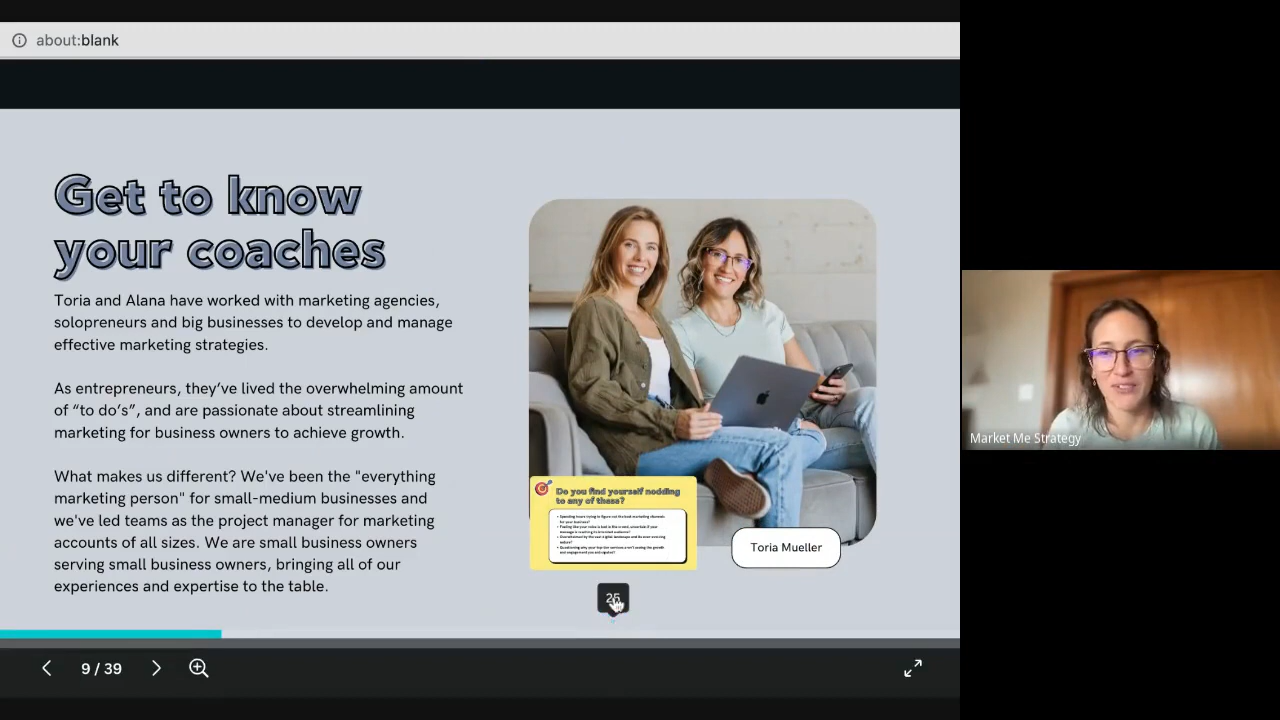 about:blank
Get to know
your coaches
Toria and Alana have worked with marketing agencies,
solopreneurs and big businesses to develop and manage
effective marketing strategies.
As entrepreneurs, they’ve lived the overwhelming amount
of “to do’s”, and are passionate about streamlining
marketing for business owners to achieve growth.
What makes us different? We've been the "everything
marketing person" for small-medium businesses and
we've led teams as the project manager for marketing
accounts of all sizes. We are small business owners
serving small business owners, bringing all of our
experiences and expertise to the table.
Do you find yourself nodding
to any of these?
Toria Mueller
25
9 / 39
Market Me Strategy